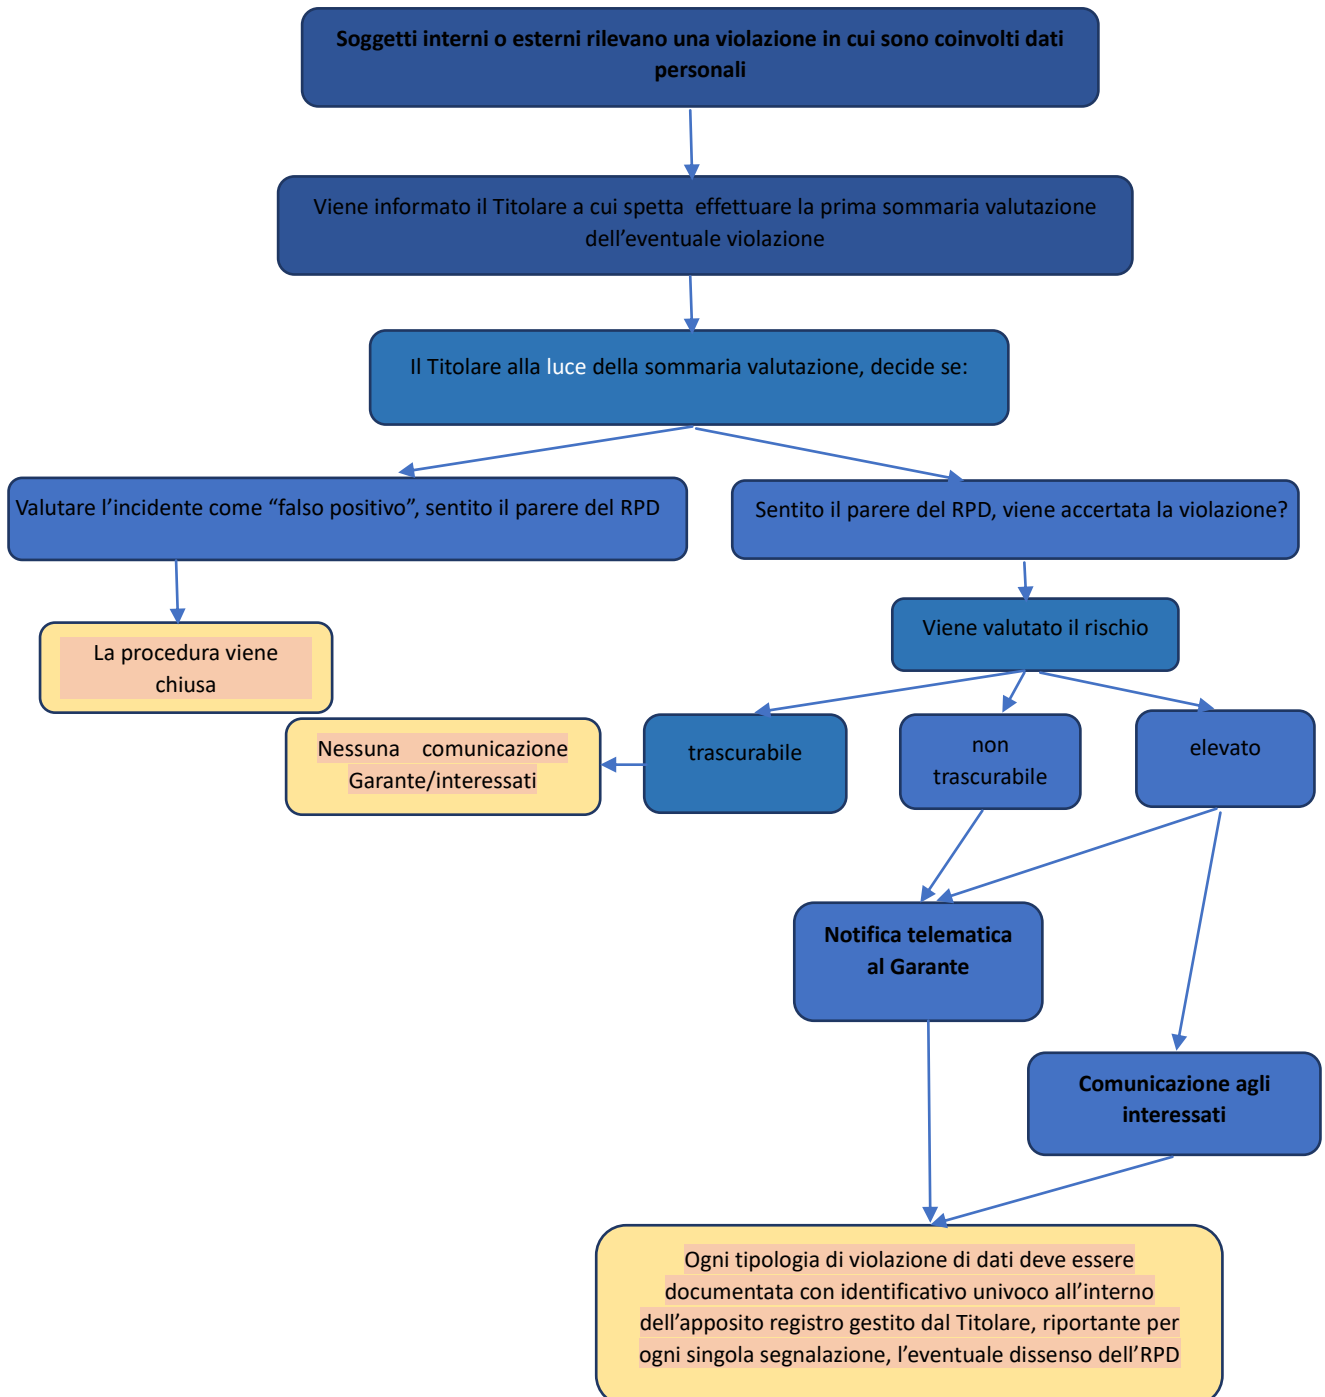 Soggetti interni o esterni rilevano una violazione in cui sono coinvolti dati
personali
Viene informato il Titolare a cui spetta  effettuare la prima sommaria valutazione
dell’eventuale violazione
Il Titolare alla luce della sommaria valutazione, decide se:
Valutare l’incidente come “falso positivo”, sentito il parere del RPD
Sentito il parere del RPD, viene accertata la violazione?
La procedura viene
chiusa
Viene valutato il rischio
Nessuna    comunicazione
Garante/interessati
trascurabile
non
trascurabile
elevato
Notifica telematica
al Garante
Comunicazione agli
interessati
Ogni tipologia di violazione di dati deve essere
documentata con identificativo univoco all’interno
dell’apposito registro gestito dal Titolare, riportante per
ogni singola segnalazione, l’eventuale dissenso dell’RPD